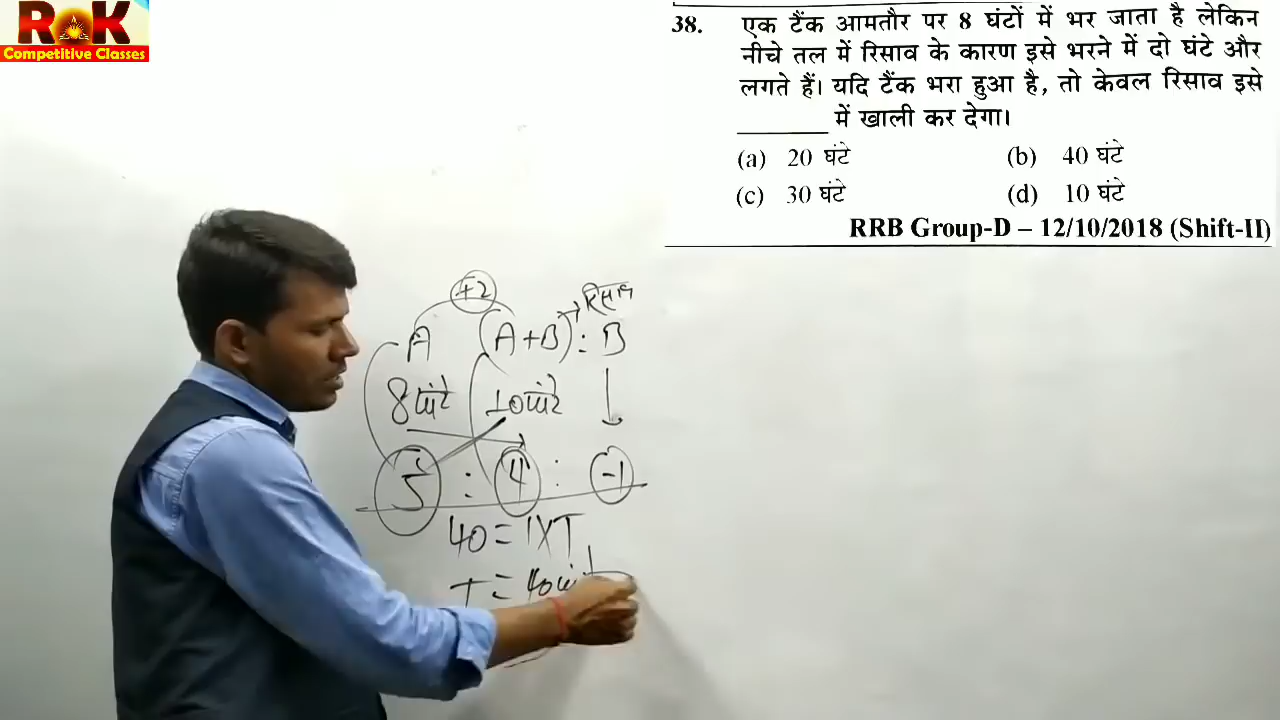 ROK
Competitive Classes
38. एक टैंक आमतौर पर 8 घंटों में भर जाता है लेकिन
नीचे तल में रिसाव के कारण इसे भरने में दो घंटे और
लगते हैं। यदि टैंक भरा हुआ है, तो केवल रिसाव इसे
________ में खाली कर देगा।
(a) 20 घंटे (b) 40 घंटे
(c) 30 घंटे (d) 10 घंटे
RRB Group-D – 12/10/2018 (Shift-II)
+2
रिसाव
A (A+B) : B
8 घंटे 10 घंटे
5 : 4 : -1
40 = 1×T
T = 40